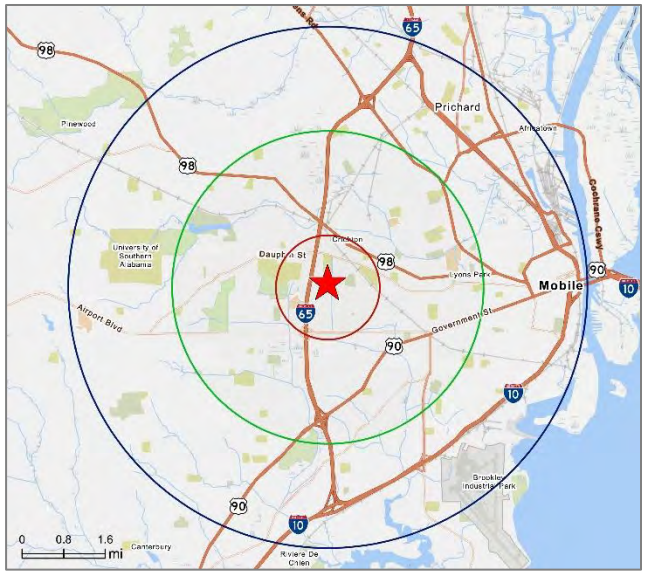 ns Rd
65
98
Prichard
Pinewood
Africatown
98
Cochrane Cswy
Crichton
University of
Southern
Alabama
Dauphin St
98
Lyons Park
90
Mobile
10
65
Airport Blvd
Government St
90
10
Brookley
Industrial Park
90
10
0 0.8 1.6
mi
Canterbury
Riviere De
Chien